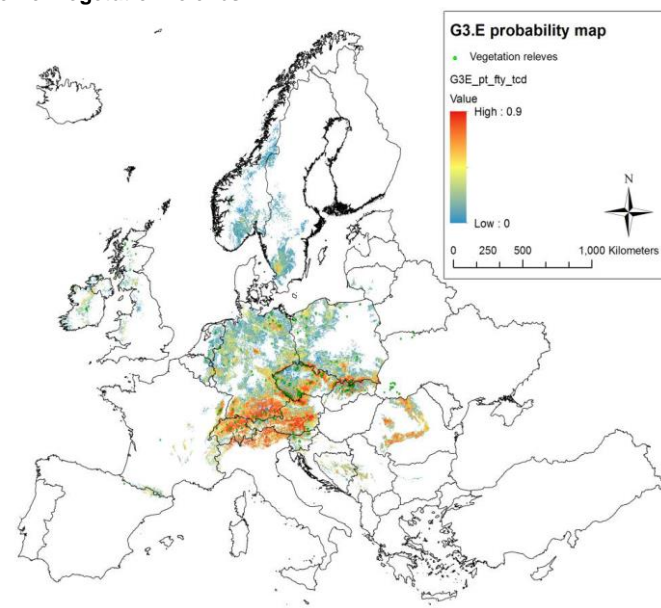 G3.E probability map
Vegetation releves
G3E_pt_fty_tcd
Value
High : 0.9
Low : 0
N
0 250 500 1,000 Kilometers